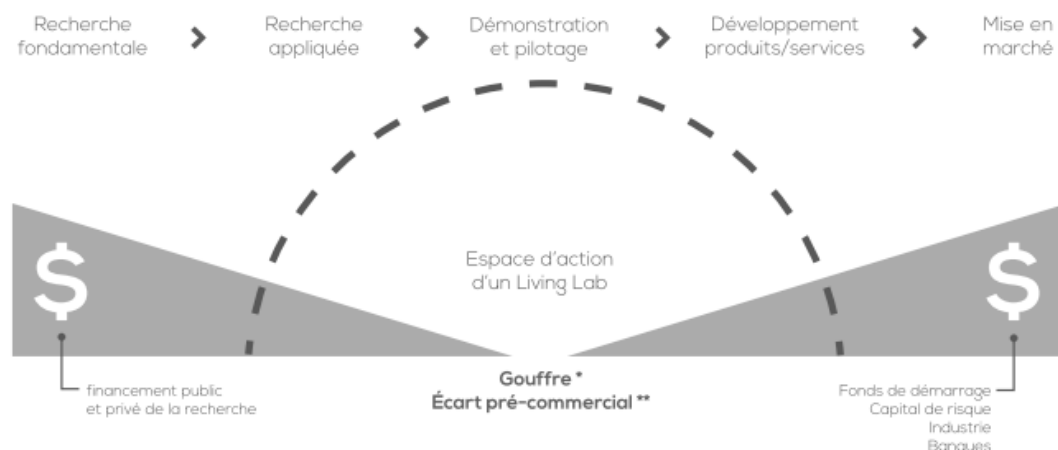 Recherche
fondamentale
Recherche
appliquée
Démonstration
et pilotage
Développement
produits/services
Mise en
marché
$
Espace d'action
d'un Living Lab
$
Gouffre *
Écart pré-commercial **
financement public
et privé de la recherche
Fonds de démarrage
Capital de risque
Industrie
Banques